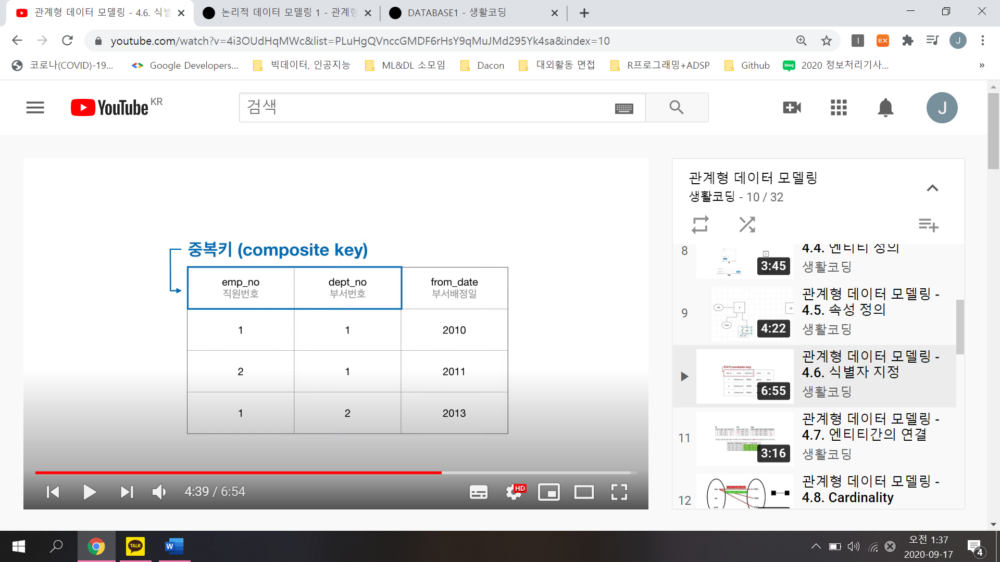 관계형 데이터 모델링 - 4.6. 식별
논리적 데이터 모델링 1 - 관계형
DATABASE1 - 생활코딩
youtube.com/watch?v=4i3OUdHqMWc&list=PLuHgQVnccGMDF6rHsY9qMuJMd295Yk4sa&index=10
EX
J
코로나(COVID)-19...
Google Developers...
빅데이터, 인공지능
ML&DL 소모임
Dacon
대외활동 면접
R프로그래밍+ADSP
Github
blog
2020 정보처리기사...
»
YouTube KR
검색
J
중복키 (composite key)
emp_no dept_no from_date
직원번호 부서번호 부서배정일
1 1 2010
2 1 2011
1 2 2013
4:39 / 6:54
HD
관계형 데이터 모델링
생활코딩 - 10 / 32
8
3:45
4.4. 엔티티 정의
생활코딩
9
4:22
관계형 데이터 모델링 -
4.5. 속성 정의
생활코딩
중복키 (candidate key)
6:55
관계형 데이터 모델링 -
4.6. 식별자 지정
생활코딩
11
3:16
관계형 데이터 모델링 -
4.7. 엔티티간의 연결
생활코딩
12
관계형 데이터 모델링 -
4.8. Cardinality
TALK
W
오전 1:37
2020-09-17
4